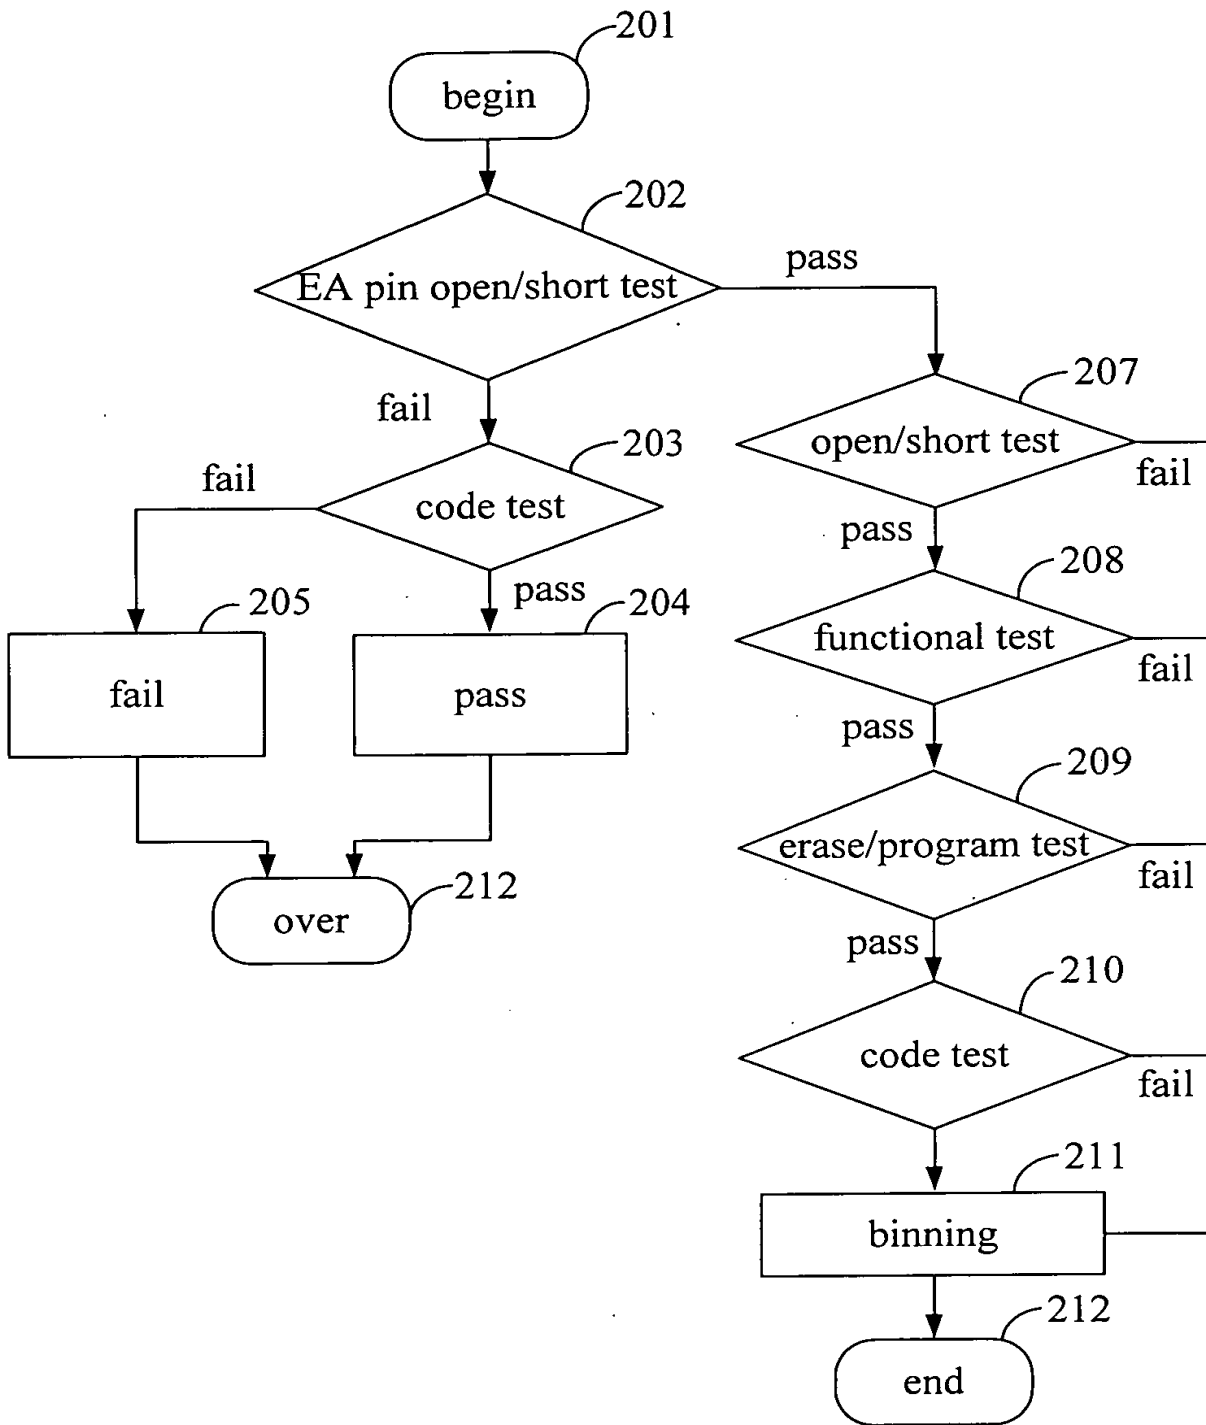 201
begin
202
EA pin open/short test
pass
fail
207
open/short test
fail
203
code test
fail
pass
pass
208
functional test
fail
205
fail
204
pass
pass
209
erase/program test
fail
212
over
pass
210
code test
fail
211
binning
212
end